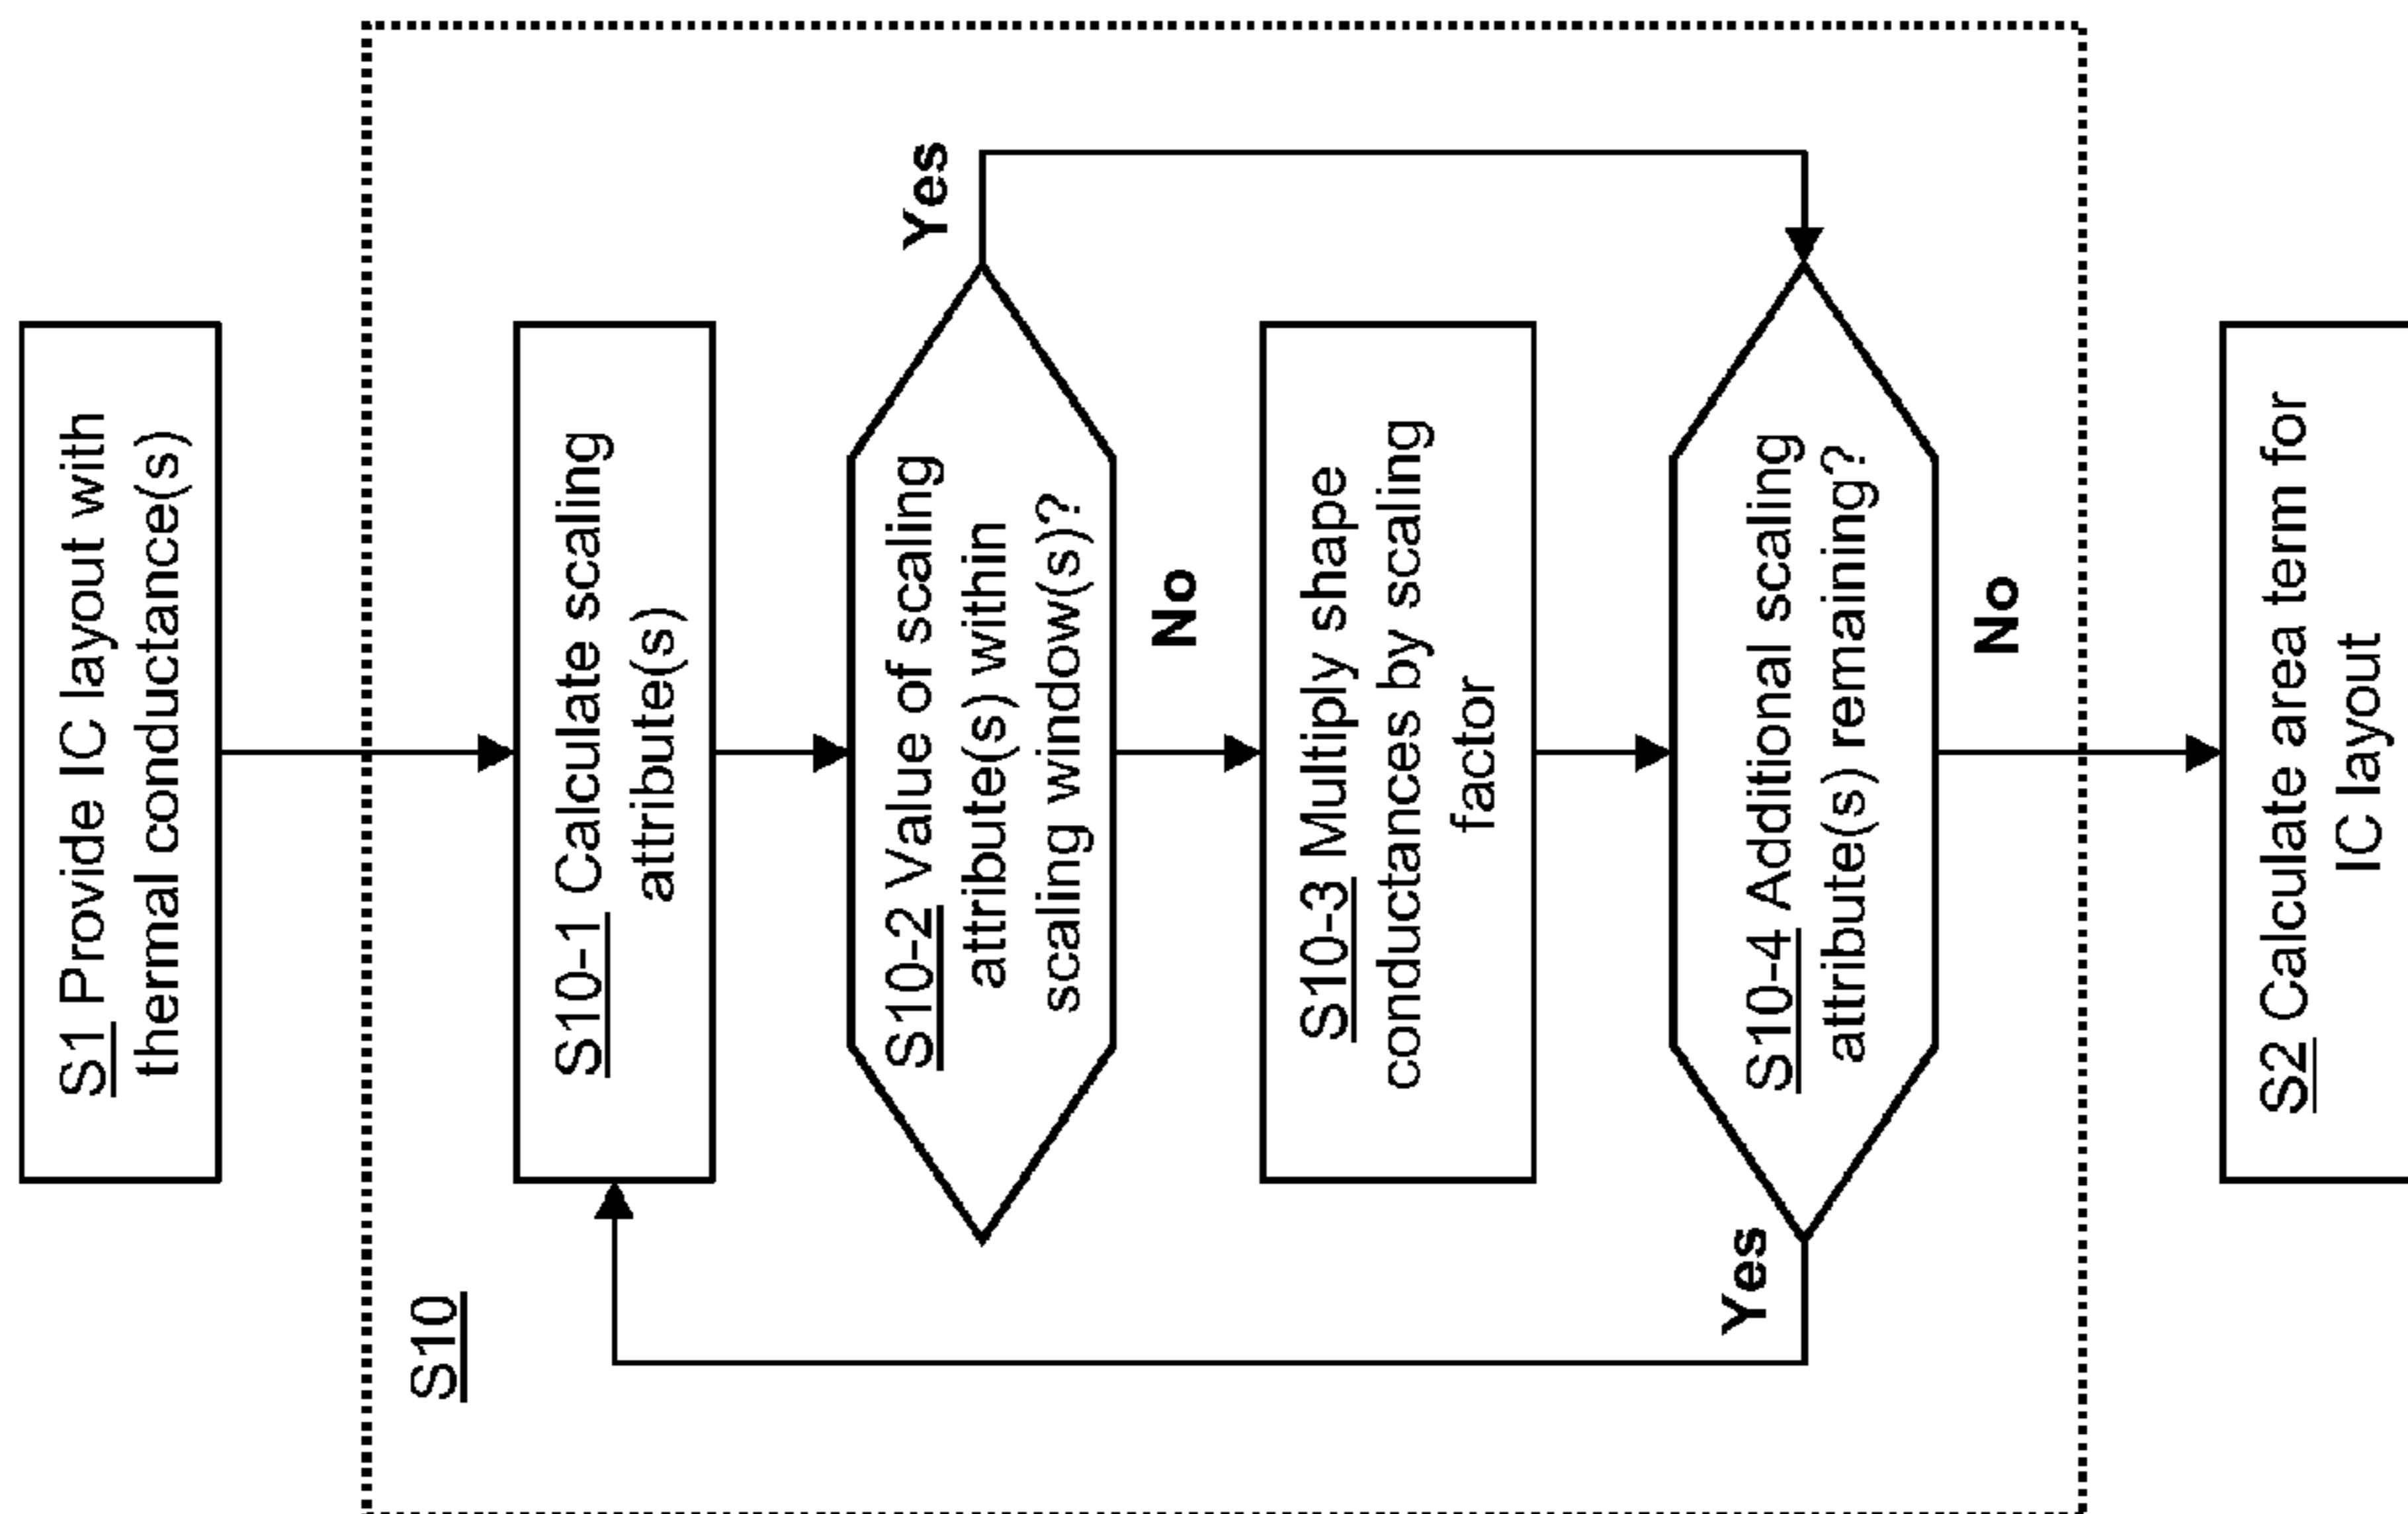 S1 Provide IC layout with
thermal conductance(s)
S10
S10-1 Calculate scaling
attribute(s)
S10-2 Value of scaling
attribute(s) within
scaling window(s)?
Yes
No
S10-3 Multiply shape
conductances by scaling
factor
S10-4 Additional scaling
attribute(s) remaining?
Yes
No
S2 Calculate area term for
IC layout